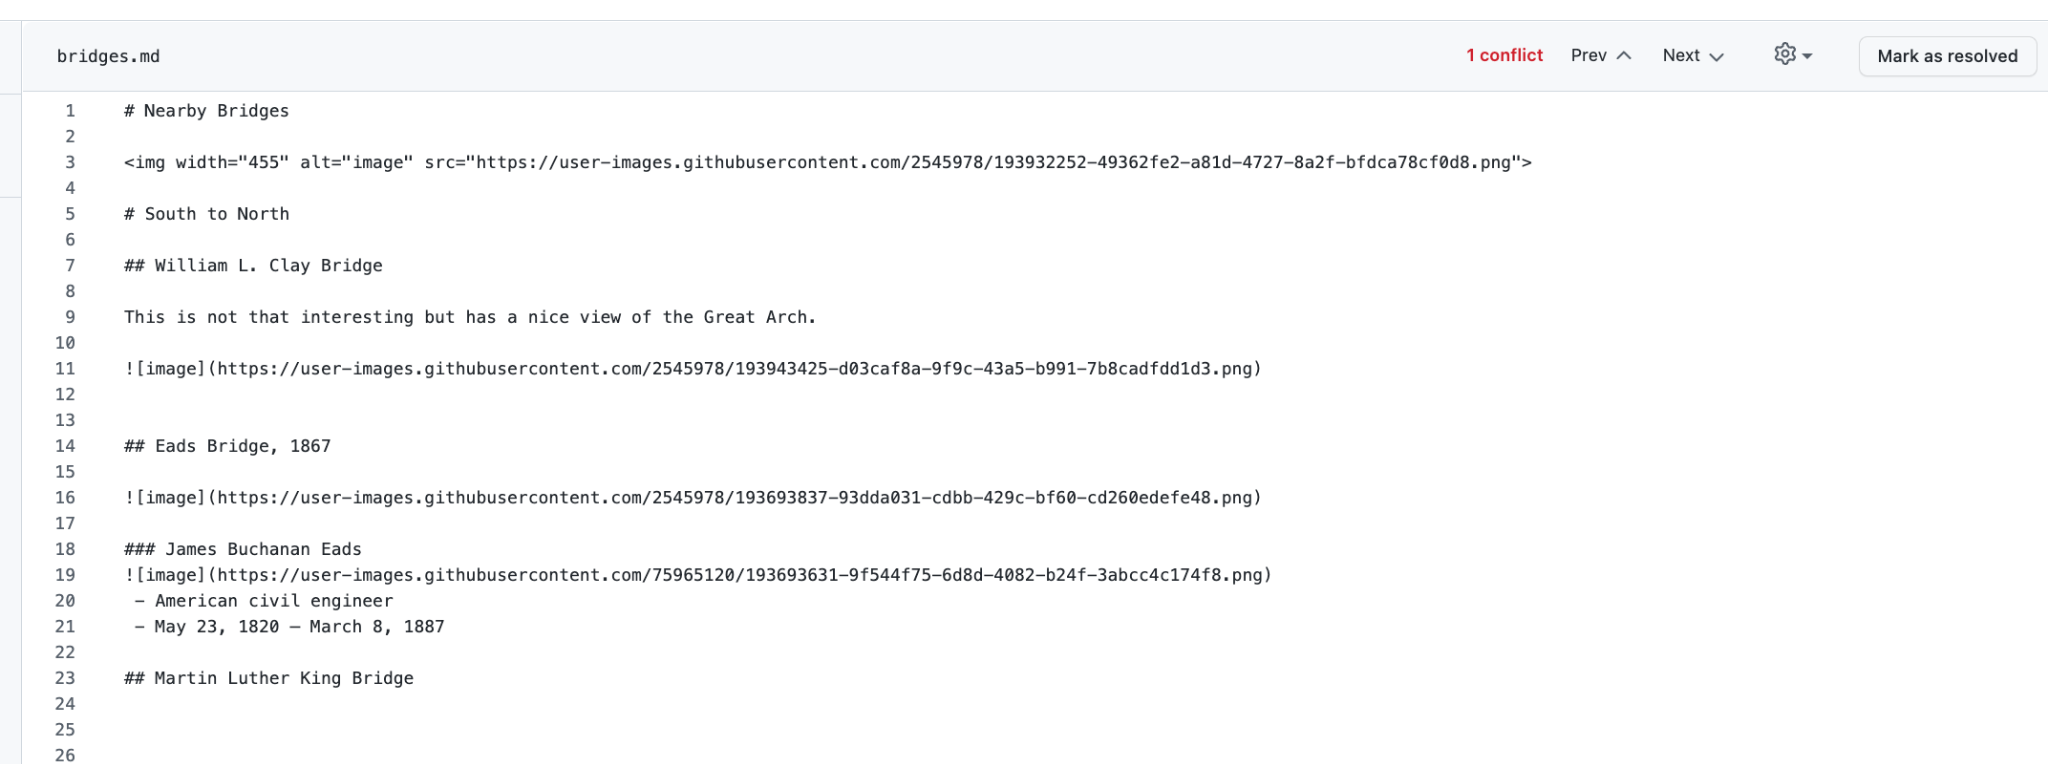 bridges.md
1 conflict Prev Next Mark as resolved
1 # Nearby Bridges
2
3 <img width="455" alt="image" src="https://user-images.githubusercontent.com/2545978/193932252-49362fe2-a81d-4727-8a2f-bfdca78cf0d8.png">
4
5 # South to North
6
7 ## William L. Clay Bridge
8
9 This is not that interesting but has a nice view of the Great Arch.
10
11 ![image](https://user-images.githubusercontent.com/2545978/193943425-d03caf8a-9f9c-43a5-b991-7b8cadfdd1d3.png)
12
13
14 ## Eads Bridge, 1867
15
16 ![image](https://user-images.githubusercontent.com/2545978/193693837-93dda031-cdbb-429c-bf60-cd260edefe48.png)
17
18 ### James Buchanan Eads
19 ![image](https://user-images.githubusercontent.com/75965120/193693631-9f544f75-6d8d-4082-b24f-3abcc4c174f8.png)
20 - American civil engineer
21 - May 23, 1820 – March 8, 1887
22
23 ## Martin Luther King Bridge
24
25
26